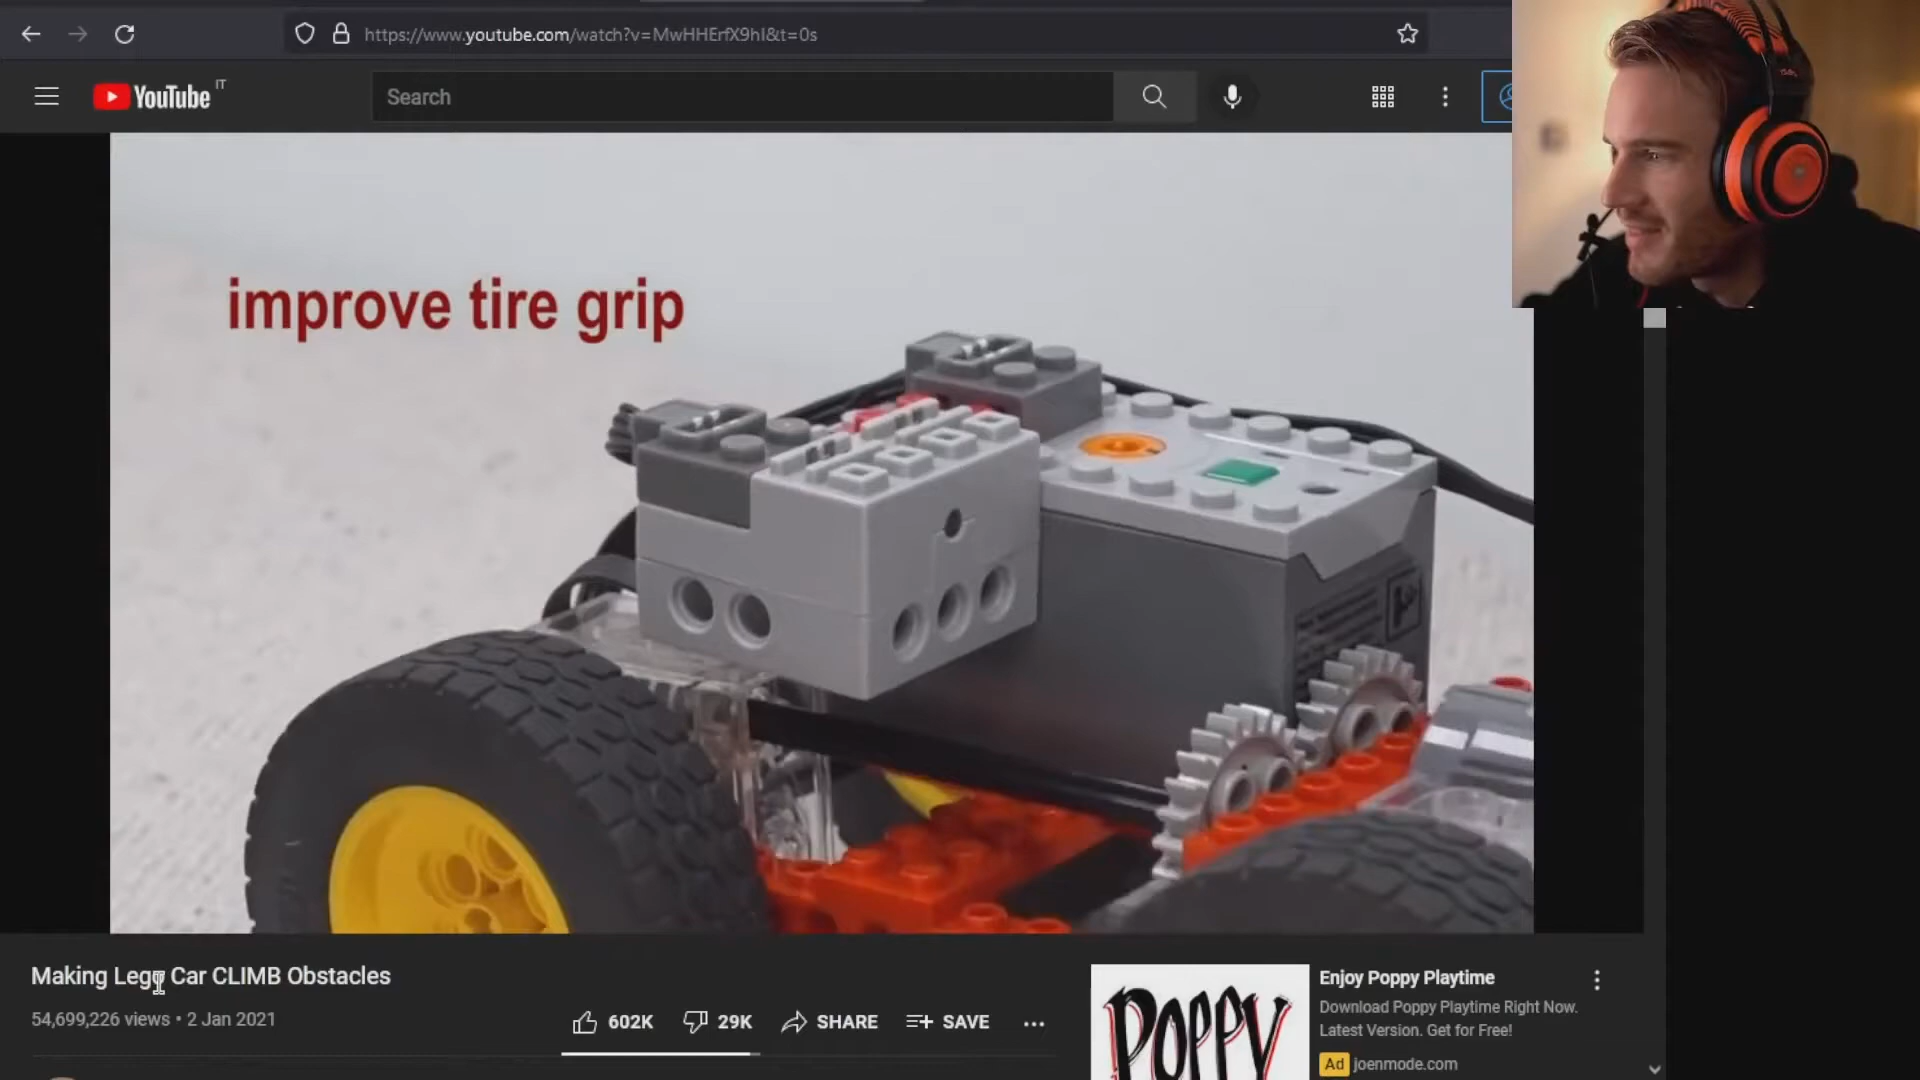 https://www.youtube.com/watch?v=MwHHErfX9hI&t=0s
YouTube IT
Search
improve tire grip
Making Lego Car CLIMB Obstacles
54,699,226 views • 2 Jan 2021
602K
29K
SHARE
SAVE
POPPY
Enjoy Poppy Playtime
Download Poppy Playtime Right Now.
Latest Version. Get for Free!
Ad joenmode.com